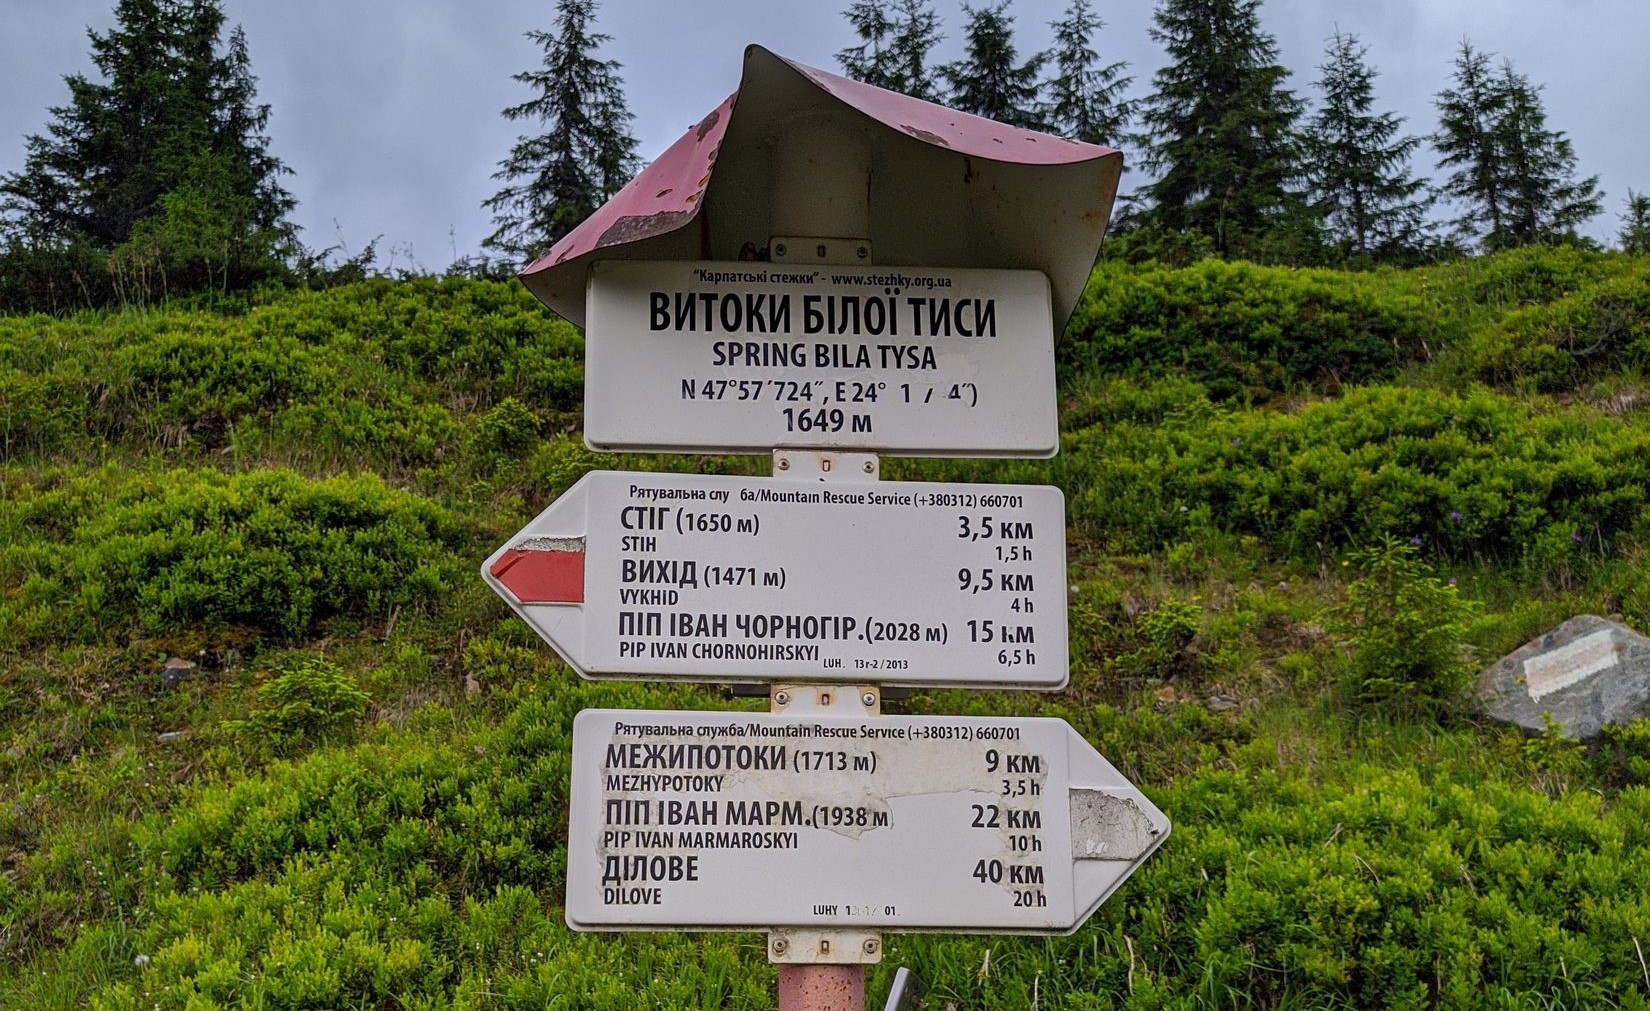 "Карпатські стежки" - www.stezhky.org.ua
ВИТОКИ БІЛОЇ ТИСИ
SPRING BILA TYSA
N 47°57´724˝, E 24°
1649 м
Рятувальна слу ба/Mountain Rescue Service (+380312) 660701
СТІГ (1650 м) 3,5 км
STIH 1,5 h
ВИХІД (1471 м) 9,5 км
VYKHiD 4 h
ПІП ІВАН ЧОРНОГІР.(2028 м) 15 км
PIP IVAN CHORNOHIRSKYI 6,5 h
LUH. 13r-2 / 2013
Рятувальна служба/Mountain Rescue Service (+380312) 660701
МЕЖИПОТОКИ (1713 м) 9 км
MEZHYPOTOKY 3,5 h
ПІП ІВАН МАРМ.(1938 м 22 км
PIP IVAN MARMAROSKYI 10 h
ДІЛОВЕ 40 км
DILOVE 20 h
LUHY